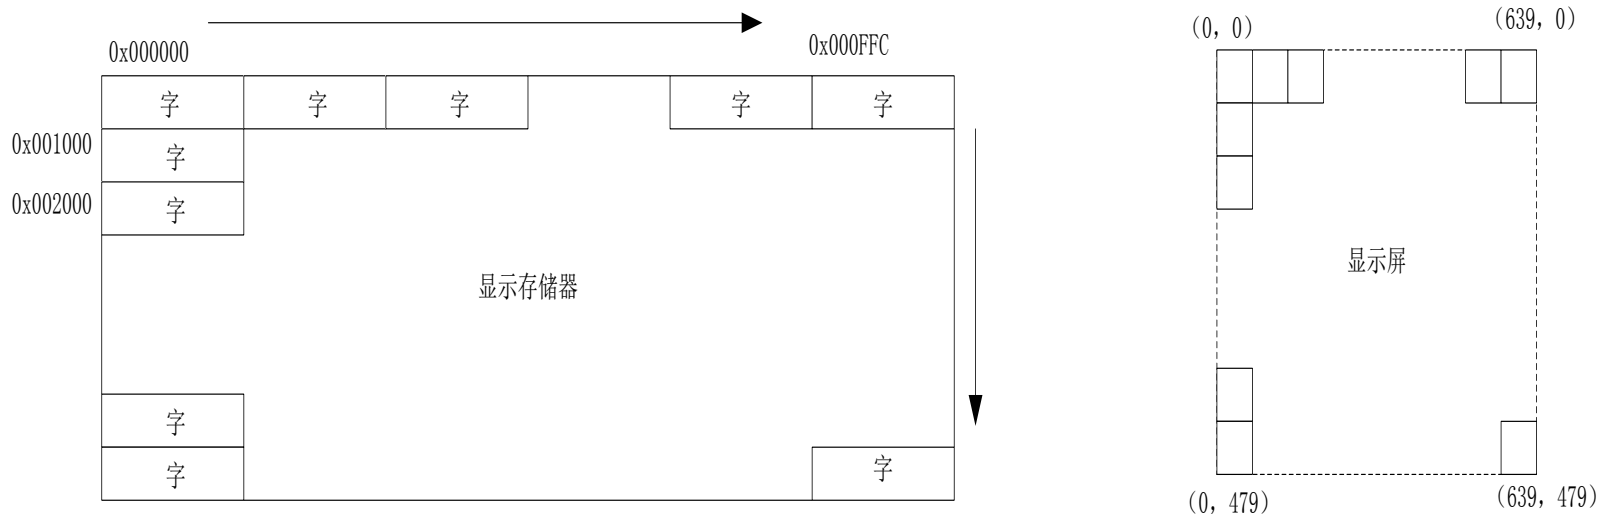 0x000000
0x000FFC
字 字 字 字 字
0x001000
字
0x002000
字
显示存储器
字
字 字
(0, 0)
(639, 0)
显示屏
(0, 479)
(639, 479)